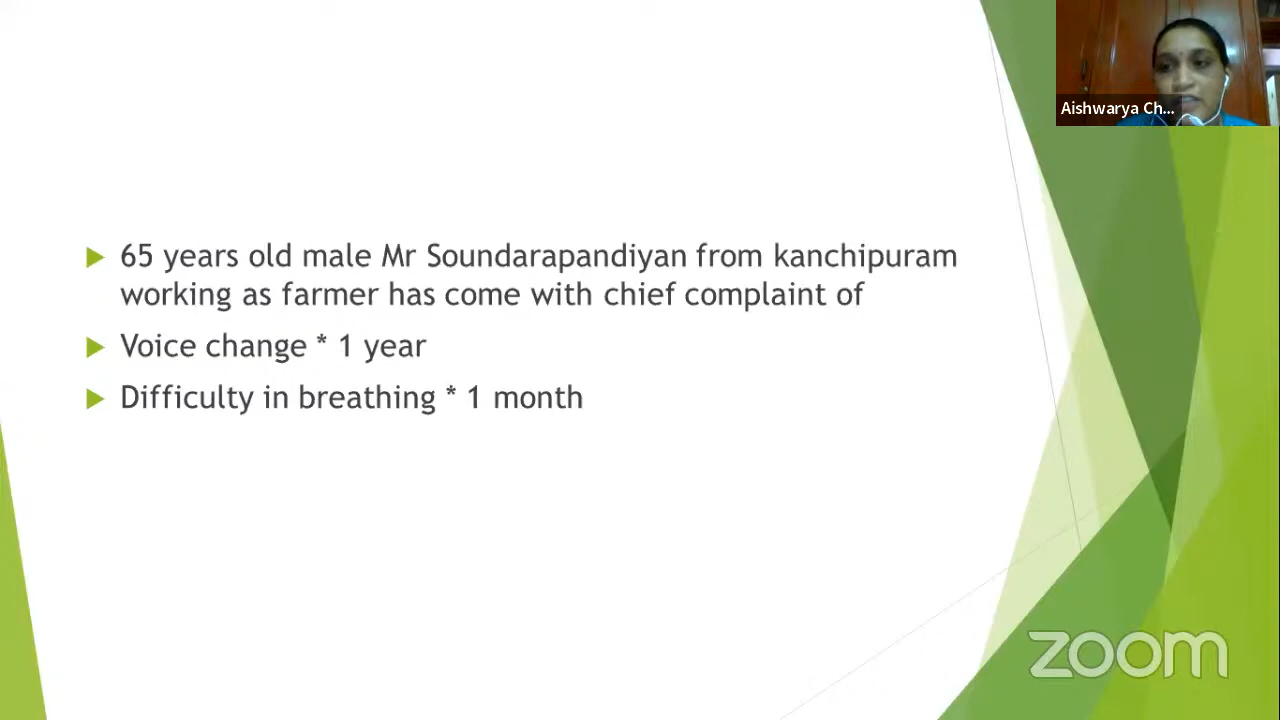 Aishwarya Ch...
65 years old male Mr Soundarapandiyan from kanchipuram
working as farmer has come with chief complaint of
Voice change * 1 year
Difficulty in breathing * 1 month
zoom